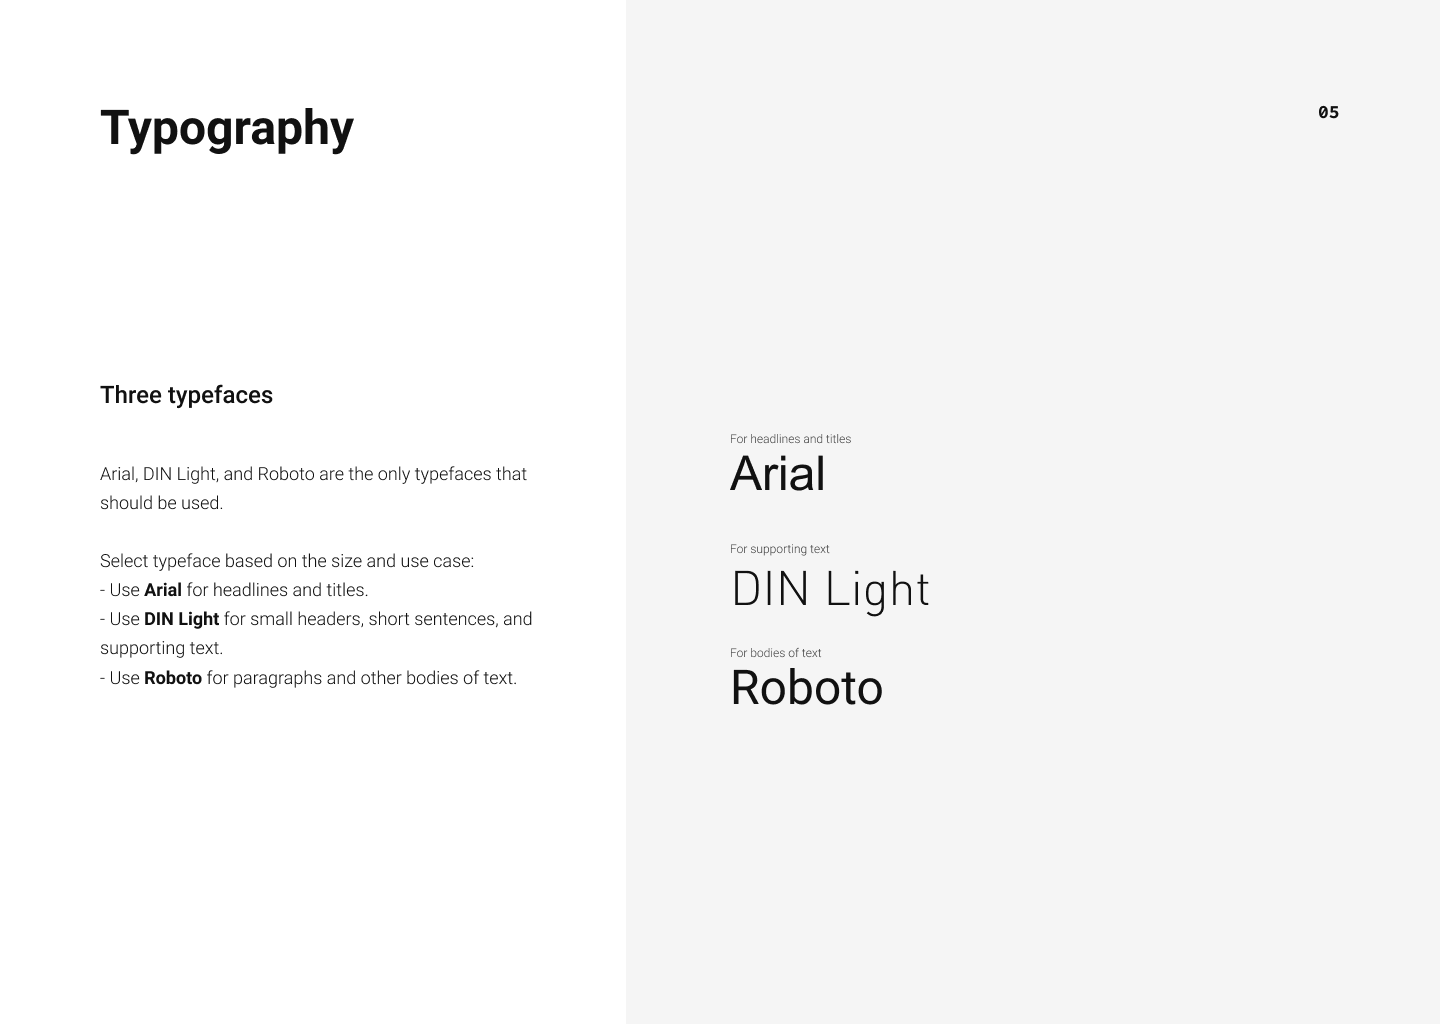 Typography
05
Three typefaces
Arial, DIN Light, and Roboto are the only typefaces that
should be used.
Select typeface based on the size and use case:
- Use Arial for headlines and titles.
- Use DIN Light for small headers, short sentences, and
supporting text.
- Use Roboto for paragraphs and other bodies of text.
For headlines and titles
Arial
For supporting text
DIN Light
For bodies of text
Roboto